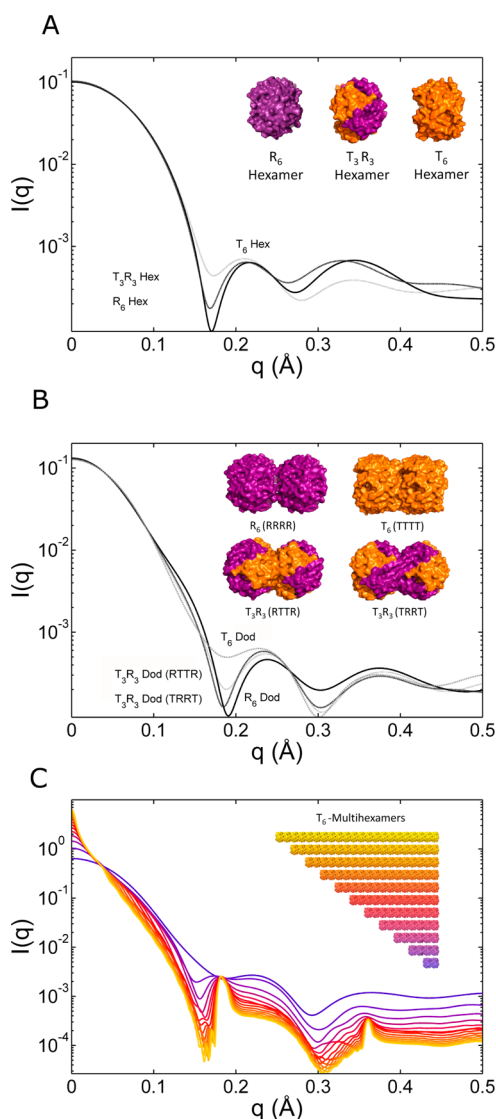 A
10⁻¹
10⁻²
10⁻³
I(q)
R₆
Hexamer
T₃R₃
Hexamer
T₆
Hexamer
T₆ Hex
T₃R₃ Hex
R₆ Hex
0 0.1 0.2 0.3 0.4 0.5
q (Å)
B
10⁻¹
10⁻²
10⁻³
I(q)
R₆ (RRRR)
T₆ (TTTT)
T₃R₃ (RTTR)
T₃R₃ (TRRT)
T₆ Dod
T₃R₃ Dod (RTTR)
T₃R₃ Dod (TRRT)
R₆ Dod
0 0.1 0.2 0.3 0.4 0.5
q (Å)
C
T₆-Multihexamers
10⁰
10⁻¹
10⁻²
10⁻³
10⁻⁴
I(q)
0 0.1 0.2 0.3 0.4 0.5
q (Å)